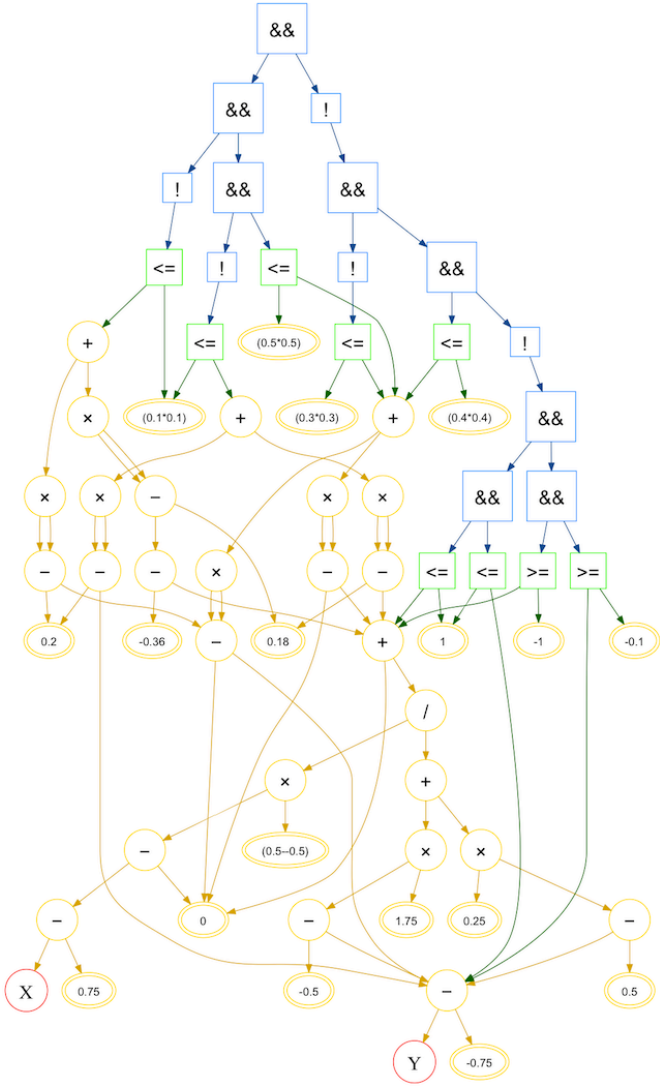 &&
&& !
! && &&
<= ! <= ! &&
+ <= (0.5*0.5) <= <= !
× (0.1*0.1) + (0.3*0.3) + (0.4*0.4) &&
× × − × × && &&
− − − × − − <= <= >= >=
0.2 -0.36 − 0.18 + 1 -1 -0.1
/
× +
− (0.5--0.5) × ×
− 0 − 1.75 0.25 −
X 0.75 -0.5 − 0.5
Y -0.75